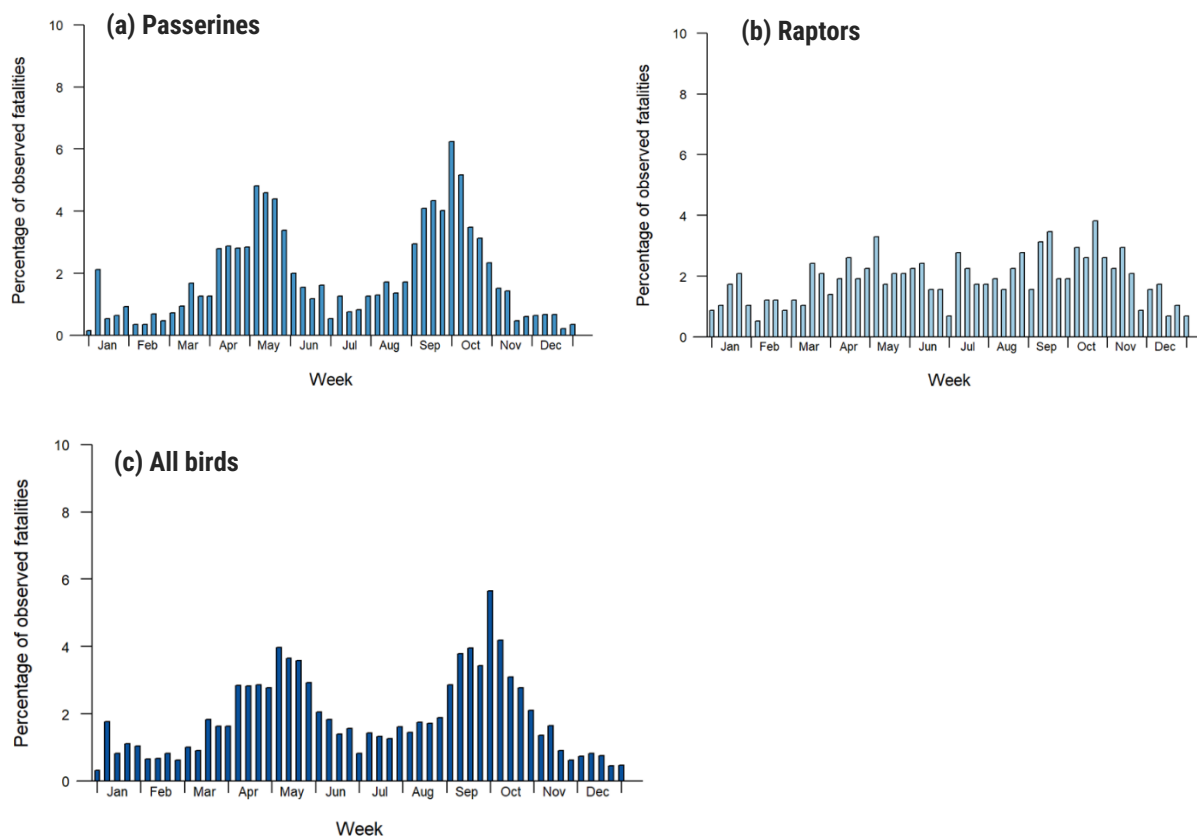 (a) Passerines
Percentage of observed fatalities
10
8
6
4
2
0
Jan Feb Mar Apr May Jun Jul Aug Sep Oct Nov Dec
Week
(b) Raptors
Percentage of observed fatalities
10
8
6
4
2
0
Jan Feb Mar Apr May Jun Jul Aug Sep Oct Nov Dec
Week
(c) All birds
Percentage of observed fatalities
10
8
6
4
2
0
Jan Feb Mar Apr May Jun Jul Aug Sep Oct Nov Dec
Week